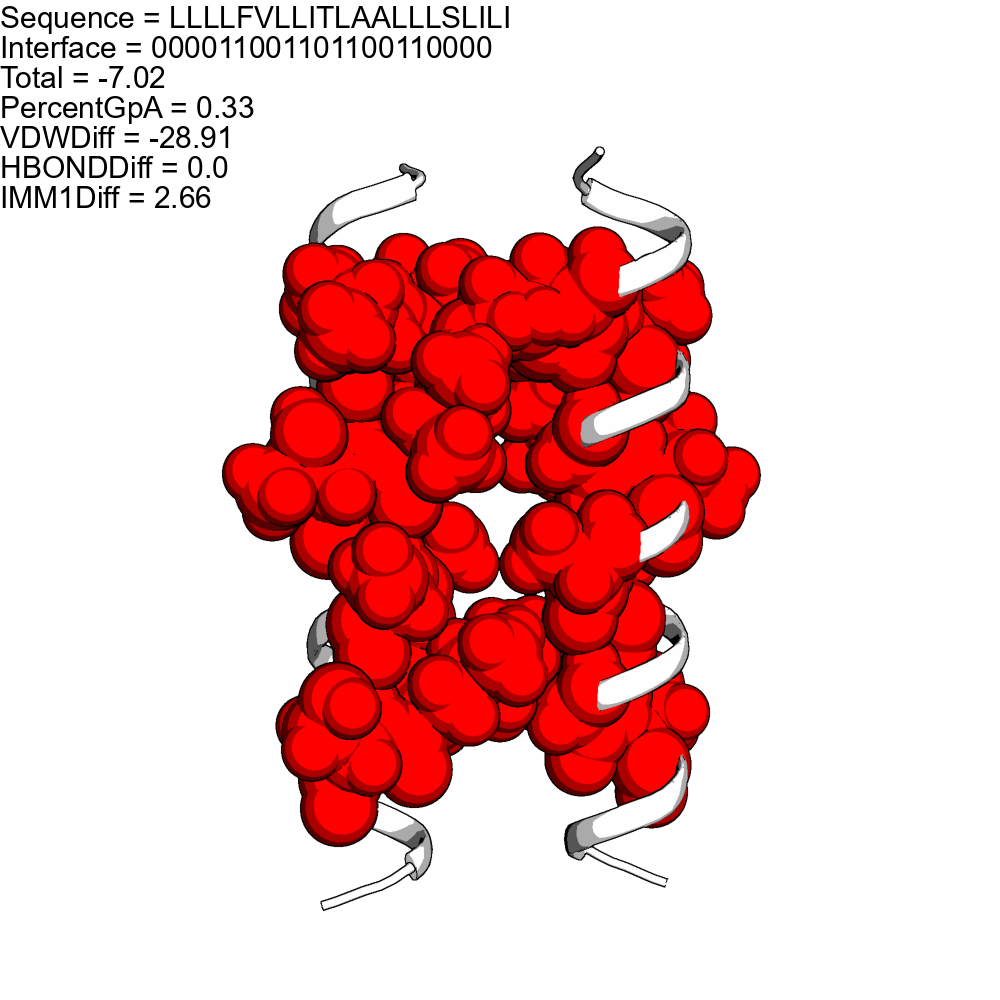 Sequence = LLLLFVLLITLAALLLSLILI
Interface = 000011001101100110000
Total = -7.02
PercentGpA = 0.33
VDWDiff = -28.91
HBONDDiff = 0.0
IMM1Diff = 2.66